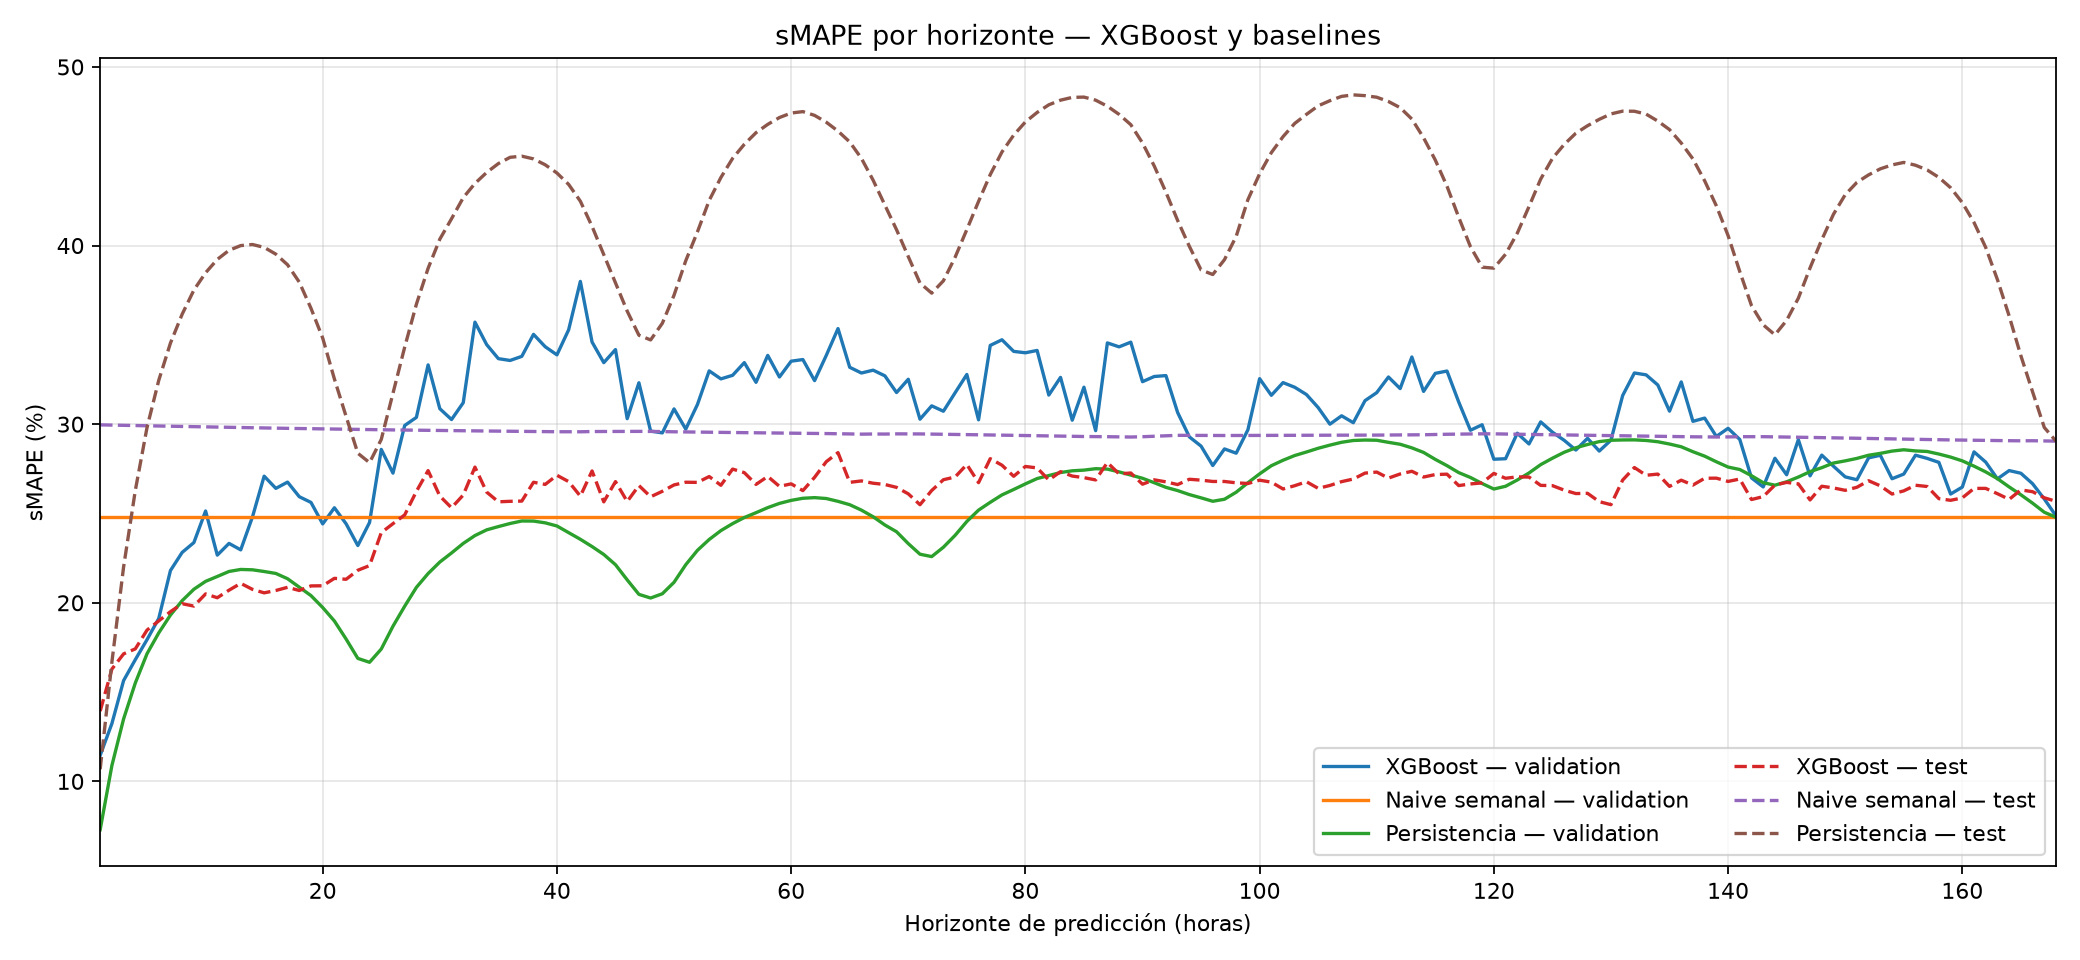 sMAPE por horizonte — XGBoost y baselines
sMAPE (%)
50
40
30
20
10
20 40 60 80 100 120 140 160
Horizonte de predicción (horas)
XGBoost — validation
Naive semanal — validation
Persistencia — validation
XGBoost — test
Naive semanal — test
Persistencia — test